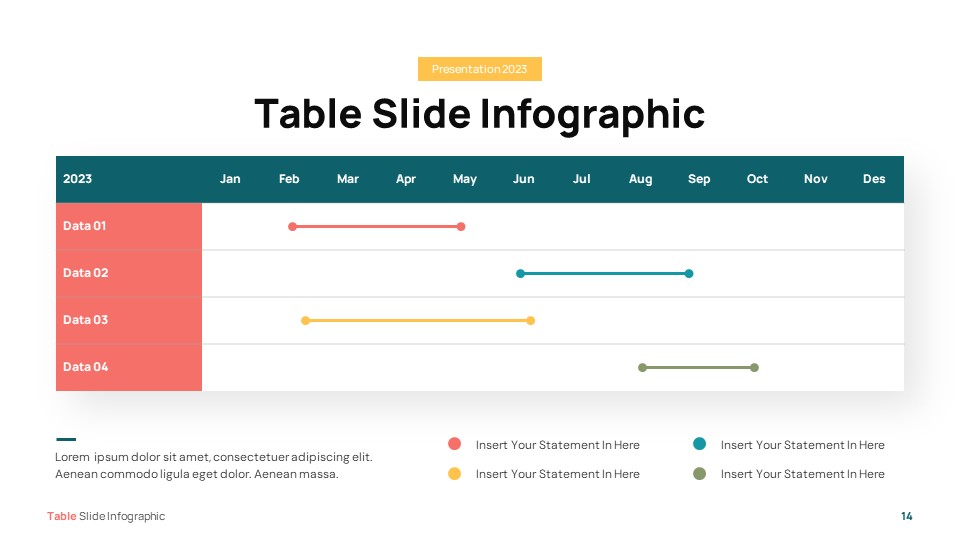 Presentation 2023
Table Slide Infographic
2023 Jan Feb Mar Apr May Jun Jul Aug Sep Oct Nov Des
Data 01
Data 02
Data 03
Data 04
Lorem ipsum dolor sit amet, consectetuer adipiscing elit.
Aenean commodo ligula eget dolor. Aenean massa.
Insert Your Statement In Here
Insert Your Statement In Here
Insert Your Statement In Here
Insert Your Statement In Here
Table Slide Infographic
14